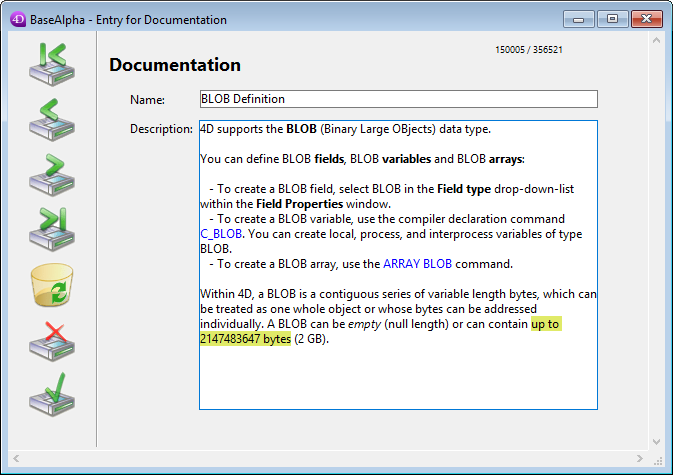 4D BaseAlpha - Entry for Documentation
150005 / 356521
Documentation
Name: BLOB Definition
Description: 4D supports the BLOB (Binary Large OBjects) data type.
You can define BLOB fields, BLOB variables and BLOB arrays:
- To create a BLOB field, select BLOB in the Field type drop-down-list
within the Field Properties window.
- To create a BLOB variable, use the compiler declaration command
C_BLOB. You can create local, process, and interprocess variables of type
BLOB.
- To create a BLOB array, use the ARRAY BLOB command.
Within 4D, a BLOB is a contiguous series of variable length bytes, which can
be treated as one whole object or whose bytes can be addressed
individually. A BLOB can be empty (null length) or can contain up to
2147483647 bytes (2 GB).